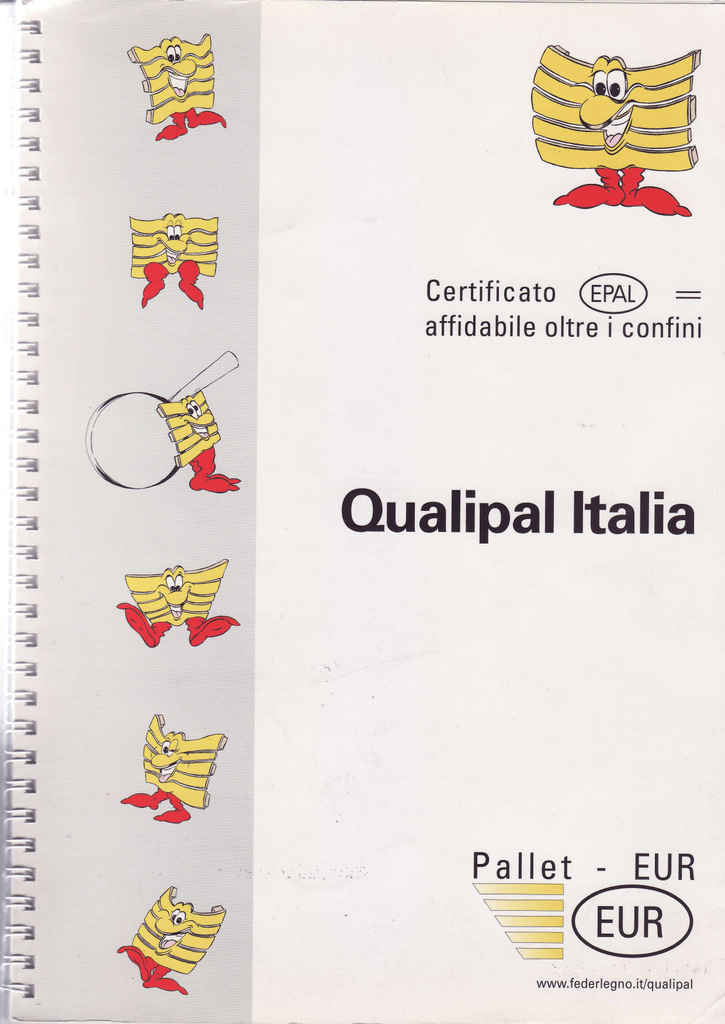 Certificato EPAL =
affidabile oltre i confini
Qualipal Italia
Pallet - EUR
EUR
www.federlegno.it/qualipal